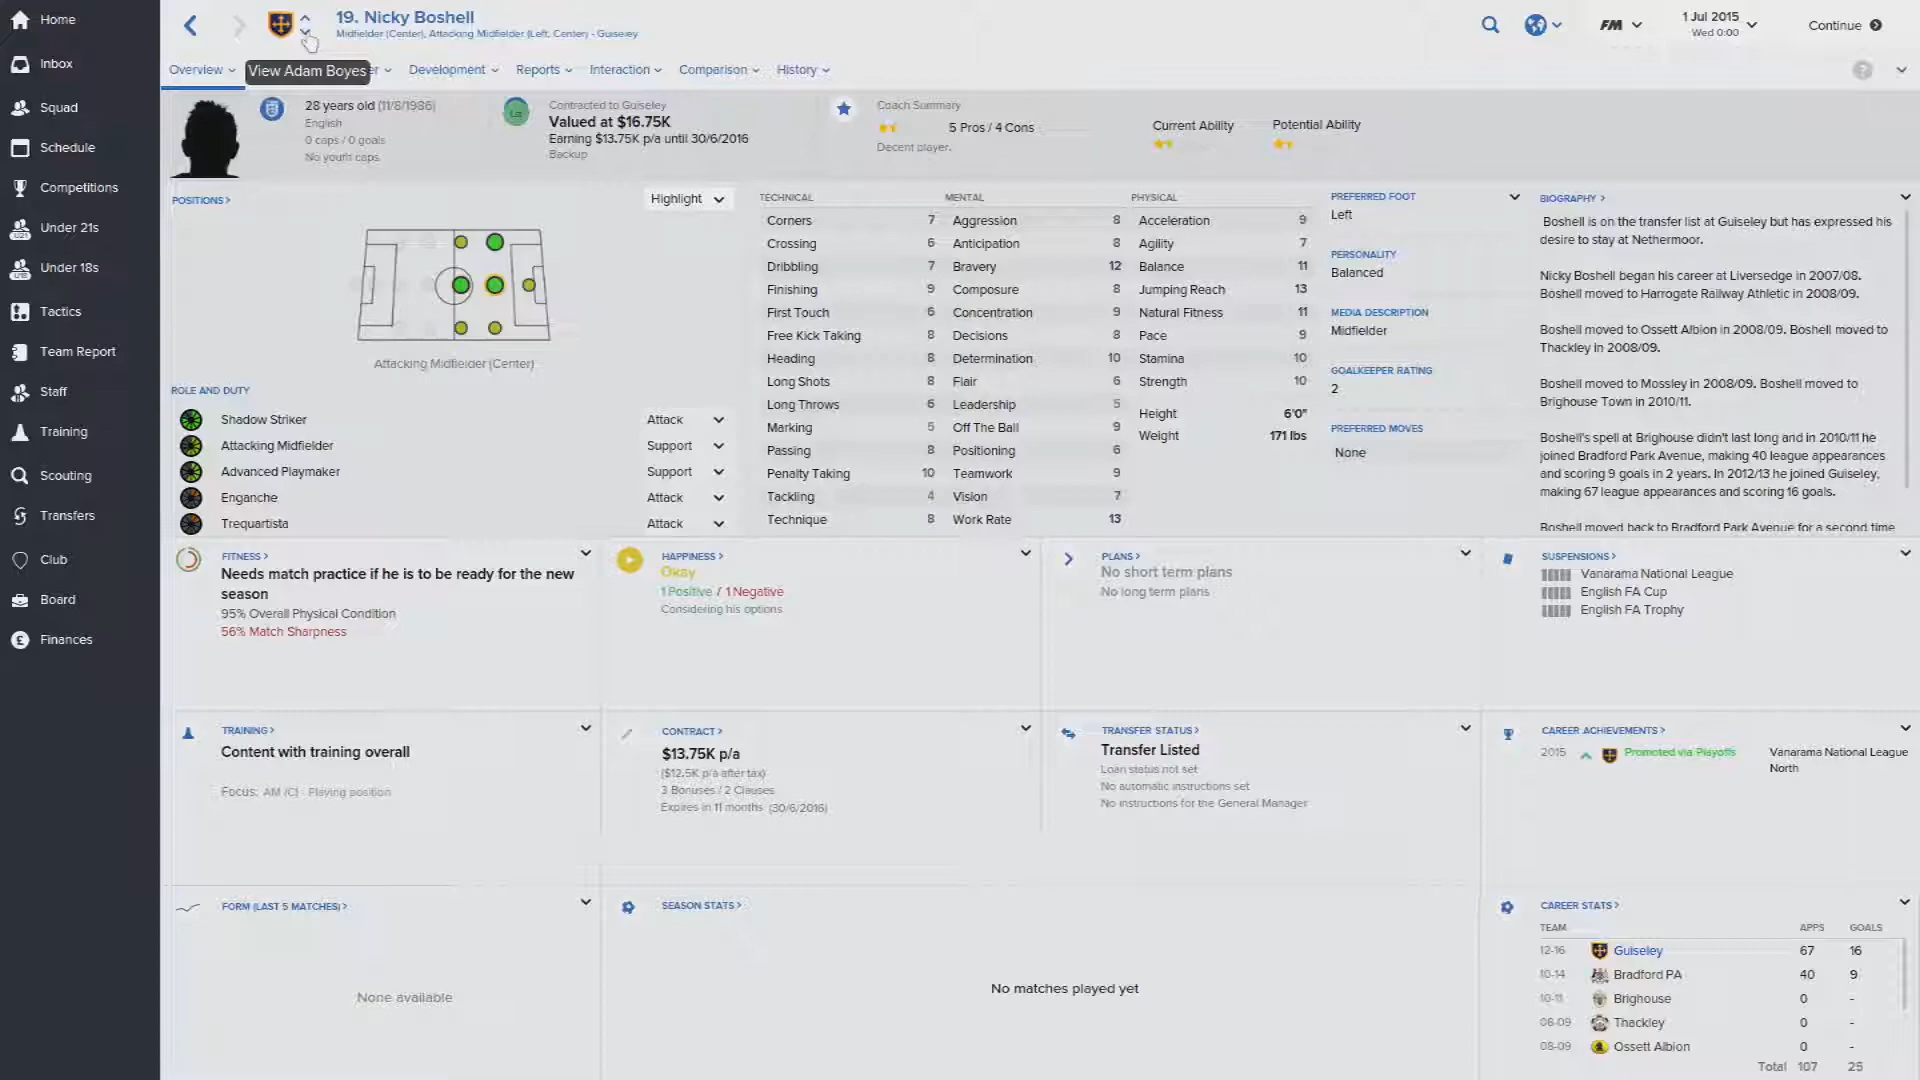 Home
Inbox
Squad
Schedule
Competitions
Under 21s
Under 18s
Tactics
Team Report
Staff
Training
Scouting
Transfers
Club
Board
Finances
19. Nicky Boshell
Midfielder (Center), Attacking Midfielder (Left, Center) - Guiseley
FM
1 Jul 2015
Wed 0:00
Continue
Overview
View Adam Boyes
Development
Reports
Interaction
Comparison
History
28 years old (11/8/1986)
English
0 caps / 0 goals
No youth caps.
Contracted to Guiseley
Valued at $16.75K
Earning $13.75K p/a until 30/6/2016
Backup
Coach Summary
5 Pros / 4 Cons
Decent player.
Current Ability
Potential Ability
POSITIONS >
Highlight
Attacking Midfielder (Center)
ROLE AND DUTY
Shadow Striker Attack
Attacking Midfielder Support
Advanced Playmaker Support
Enganche Attack
Trequartista Attack
TECHNICAL
Corners 7
Crossing 6
Dribbling 7
Finishing 9
First Touch 6
Free Kick Taking 8
Heading 8
Long Shots 8
Long Throws 6
Marking 5
Passing 8
Penalty Taking 10
Tackling 4
Technique 8
MENTAL
Aggression 8
Anticipation 8
Bravery 12
Composure 8
Concentration 9
Decisions 8
Determination 10
Flair 6
Leadership 5
Off The Ball 9
Positioning 6
Teamwork 9
Vision 7
Work Rate 13
PHYSICAL
Acceleration 9
Agility 7
Balance 11
Jumping Reach 13
Natural Fitness 11
Pace 9
Stamina 10
Strength 10
Height 6'0"
Weight 171 lbs
PREFERRED FOOT
Left
PERSONALITY
Balanced
MEDIA DESCRIPTION
Midfielder
GOALKEEPER RATING
2
PREFERRED MOVES
None
BIOGRAPHY >
Boshell is on the transfer list at Guiseley but has expressed his
desire to stay at Nethermoor.
Nicky Boshell began his career at Liversedge in 2007/08.
Boshell moved to Harrogate Railway Athletic in 2008/09.
Boshell moved to Ossett Albion in 2008/09. Boshell moved to
Thackley in 2008/09.
Boshell moved to Mossley in 2008/09. Boshell moved to
Brighouse Town in 2010/11.
Boshell's spell at Brighouse didn't last long and in 2010/11 he
joined Bradford Park Avenue, making 40 league appearances
and scoring 9 goals in 2 years. In 2012/13 he joined Guiseley,
making 67 league appearances and scoring 16 goals.
Boshell moved back to Bradford Park Avenue for a second time
FITNESS >
Needs match practice if he is to be ready for the new
season
95% Overall Physical Condition
56% Match Sharpness
HAPPINESS >
Okay
1 Positive / 1 Negative
Considering his options
PLANS >
No short term plans
No long term plans
SUSPENSIONS >
Vanarama National League
English FA Cup
English FA Trophy
TRAINING >
Content with training overall
Focus: AM (C) - Playing position
CONTRACT >
$13.75K p/a
($12.5K p/a after tax)
3 Bonuses / 2 Clauses
Expires in 11 months (30/6/2016)
TRANSFER STATUS >
Transfer Listed
Loan status not set
No automatic instructions set
No instructions for the General Manager
CAREER ACHIEVEMENTS >
2015 Promoted via Playoffs Vanarama National League
North
FORM (LAST 5 MATCHES) >
None available
SEASON STATS >
No matches played yet
CAREER STATS >
TEAM APPS GOALS
12-16 Guiseley 67 16
10-14 Bradford PA 40 9
10-11 Brighouse 0 -
08-09 Thackley 0 -
08-09 Ossett Albion 0 -
Total 107 25